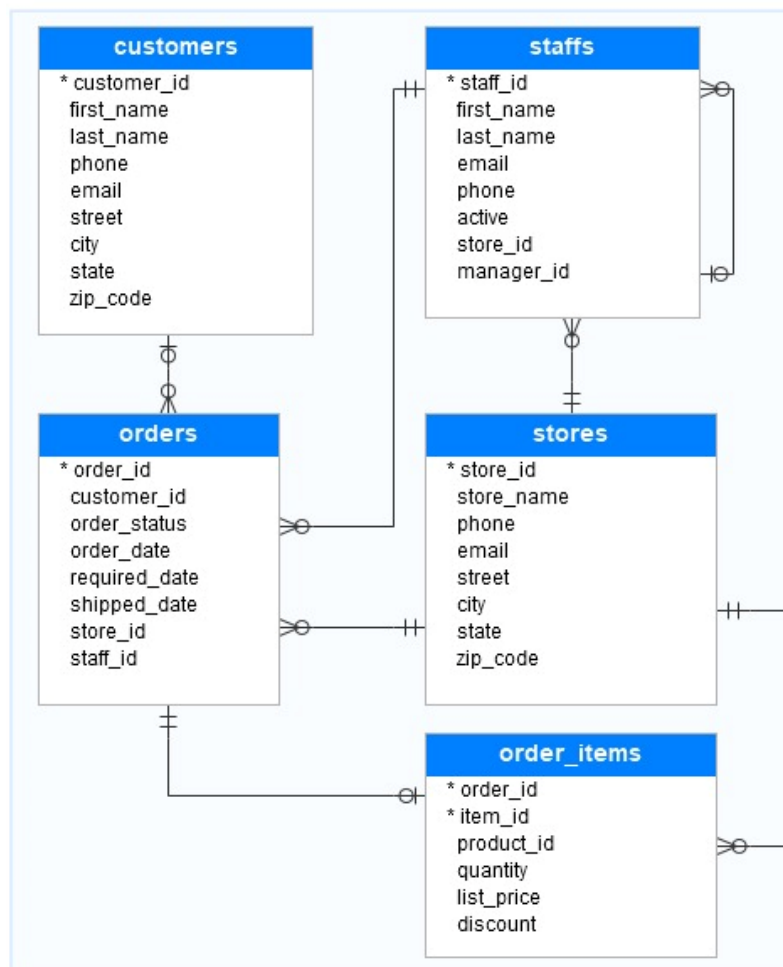 customers
* customer_id
first_name
last_name
phone
email
street
city
state
zip_code
staffs
* staff_id
first_name
last_name
email
phone
active
store_id
manager_id
orders
* order_id
customer_id
order_status
order_date
required_date
shipped_date
store_id
staff_id
stores
* store_id
store_name
phone
email
street
city
state
zip_code
order_items
* order_id
* item_id
product_id
quantity
list_price
discount